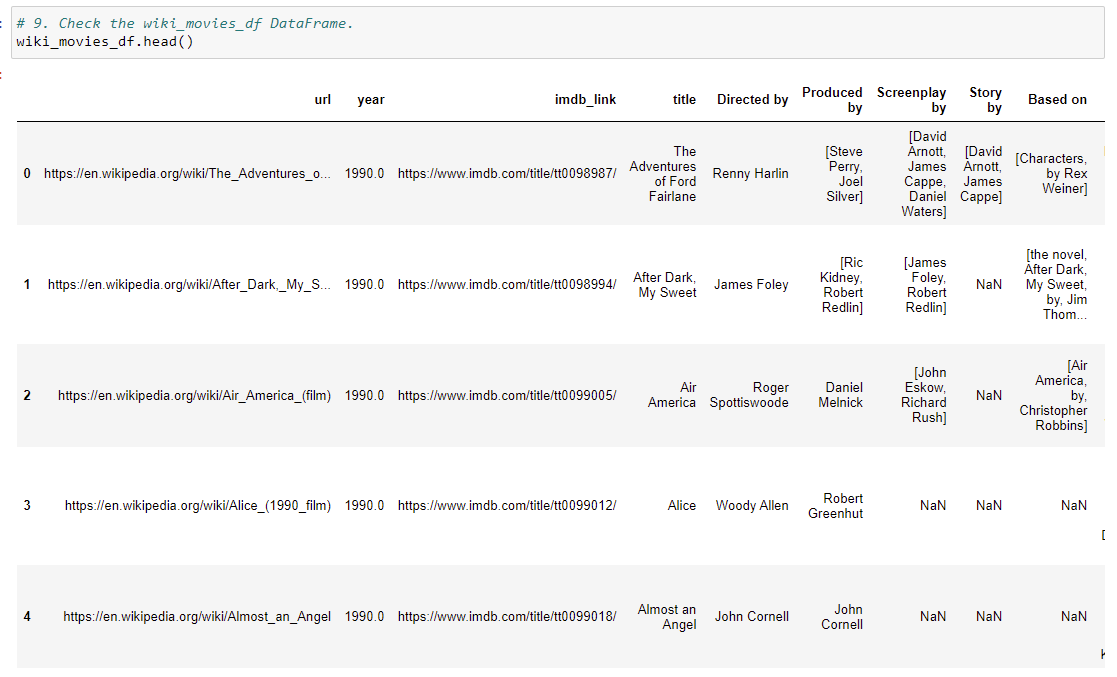 # 9. Check the wiki_movies_df DataFrame.
wiki_movies_df.head()
url year imdb_link title Directed by Produced by Screenplay by Story by Based on
0 https://en.wikipedia.org/wiki/The_Adventures_o... 1990.0 https://www.imdb.com/title/tt0098987/ The Adventures of Ford Fairlane Renny Harlin [Steve Perry, Joel Silver] [David Arnott, James Cappe, Daniel Waters] [David Arnott, James Cappe] [Characters, by Rex Weiner]
1 https://en.wikipedia.org/wiki/After_Dark,_My_S... 1990.0 https://www.imdb.com/title/tt0098994/ After Dark, My Sweet James Foley [Ric Kidney, Robert Redlin] [James Foley, Robert Redlin] NaN [the novel, After Dark, My Sweet, by, Jim Thom...
2 https://en.wikipedia.org/wiki/Air_America_(film) 1990.0 https://www.imdb.com/title/tt0099005/ Air America Roger Spottiswoode Daniel Melnick [John Eskow, Richard Rush] NaN [Air America, by, Christopher Robbins]
3 https://en.wikipedia.org/wiki/Alice_(1990_film) 1990.0 https://www.imdb.com/title/tt0099012/ Alice Woody Allen Robert Greenhut NaN NaN NaN
4 https://en.wikipedia.org/wiki/Almost_an_Angel 1990.0 https://www.imdb.com/title/tt0099018/ Almost an Angel John Cornell John Cornell NaN NaN NaN